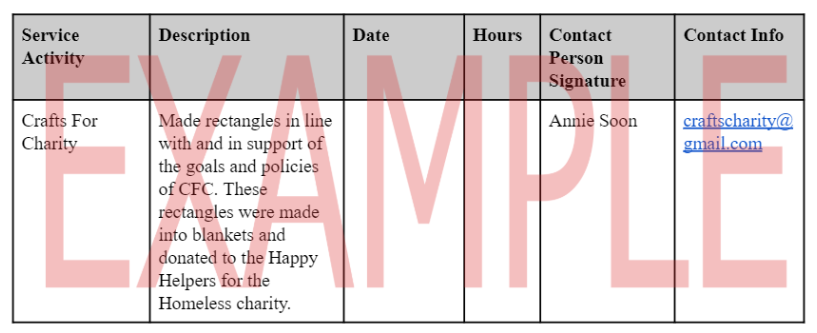 Service Activity
Description
Date
Hours
Contact Person Signature
Contact Info
Crafts For
Charity
Made rectangles in line
with and in support of
the goals and policies
of CFC. These
rectangles were made
into blankets and
donated to the Happy
Helpers for the
Homeless charity.
Annie Soon
craftscharity@
gmail.com
EXAMPLE